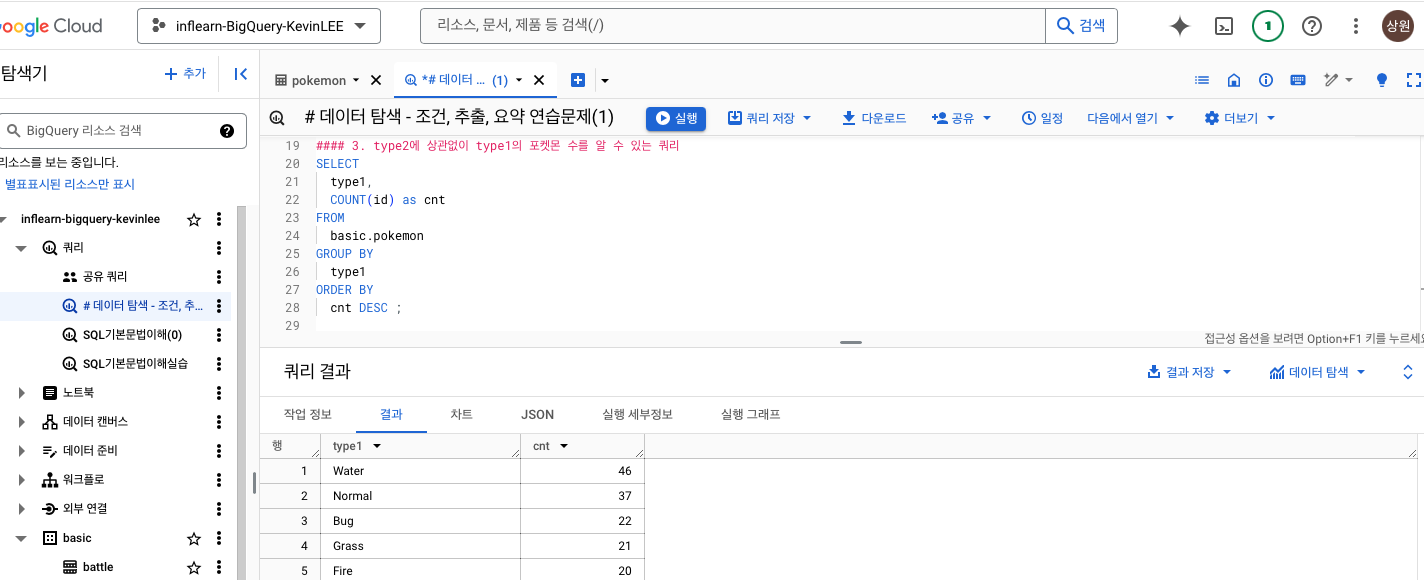 oogle Cloud
inflearn-BigQuery-KevinLEE
리소스, 문서, 제품 등 검색(/)
검색
1
상원
탐색기
추가
pokemon
*# 데이터 ... (1)
BigQuery 리소스 검색
# 데이터 탐색 - 조건, 추출, 요약 연습문제(1)
실행
쿼리 저장
다운로드
공유
일정
다음에서 열기
더보기
리소스를 보는 중입니다.
별표표시된 리소스만 표시
inflearn-bigquery-kevinlee
쿼리
공유 쿼리
# 데이터 탐색 - 조건, 추...
SQL기본문법이해(0)
SQL기본문법이해실습
노트북
데이터 캔버스
데이터 준비
워크플로
외부 연결
basic
battle
19 #### 3. type2에 상관없이 type1의 포켓몬 수를 알 수 있는 쿼리
20 SELECT
21 type1,
22 COUNT(id) as cnt
23 FROM
24 basic.pokemon
25 GROUP BY
26 type1
27 ORDER BY
28 cnt DESC ;
29
접근성 옵션을 보려면 Option+F1 키를 누르세요
쿼리 결과
결과 저장
데이터 탐색
작업 정보
결과
차트
JSON
실행 세부정보
실행 그래프
행 type1 cnt
1 Water 46
2 Normal 37
3 Bug 22
4 Grass 21
5 Fire 20